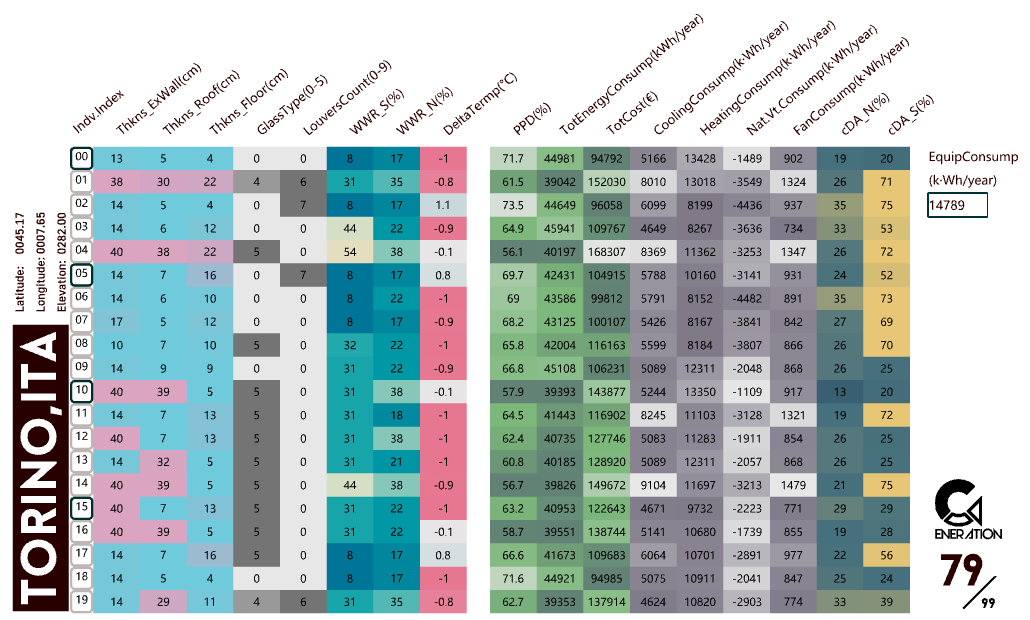 Indv.Index Thkns_ExWall(cm) Thkns_Roof(cm) Thkns_Floor(cm) GlassType(0-5) LouversCount(0-9) WWR_S(%) WWR_N(%) DeltaTermp(°C) PPD(%) TotEnergyConsump(kWh/year) TotCost(€) CoolingConsump(k·Wh/year) HeatingConsump(k·Wh/year) Nat.Vt.Consump(k·Wh/year) FanConsump(k·Wh/year) cDA_N(%) cDA_S(%)
00 13 5 4 0 0 8 17 -1 71.7 44981 94792 5166 13428 -1489 902 19 20
01 38 30 22 4 6 31 35 -0.8 61.5 39042 152030 8010 13018 -3549 1324 26 71
02 14 5 4 0 7 8 17 1.1 73.5 44649 96058 6099 8199 -4436 937 35 75
03 14 6 12 0 0 44 22 -0.9 64.9 45941 109767 4649 8267 -3636 734 33 53
04 40 38 22 5 0 54 38 -0.1 56.1 40197 168307 8369 11362 -3253 1347 26 72
05 14 7 16 0 7 8 17 0.8 69.7 42431 104915 5788 10160 -3141 931 24 52
06 14 6 10 0 0 8 22 -1 69 43586 99812 5791 8152 -4482 891 35 73
07 17 5 12 0 0 8 17 -0.9 68.2 43125 100107 5426 8167 -3841 842 27 69
08 10 7 10 5 0 32 22 -1 65.8 42004 116163 5599 8184 -3807 866 26 70
09 14 9 9 0 0 31 22 -0.9 66.8 45108 106231 5089 12311 -2048 868 26 25
10 40 39 5 5 0 31 38 -0.1 57.9 39393 143877 5244 13350 -1109 917 13 20
11 14 7 13 5 0 31 18 -1 64.5 41443 116902 8245 11103 -3128 1321 19 72
12 40 7 13 5 0 31 38 -1 62.4 40735 127746 5083 11283 -1911 854 26 25
13 14 32 5 5 0 31 21 -1 60.8 40185 128920 5089 12311 -2057 868 26 25
14 40 39 5 5 0 44 38 -0.9 56.7 39826 149672 9104 11697 -3213 1479 21 75
15 40 7 13 5 0 31 22 -1 63.2 40953 122643 4671 9732 -2223 771 29 29
16 40 39 5 5 0 31 22 -0.1 58.7 39551 138744 5141 10680 -1739 855 19 28
17 14 7 16 5 0 8 17 0.8 66.6 41673 109683 6064 10701 -2891 977 22 56
18 14 5 4 0 0 8 17 -1 71.6 44921 94985 5075 10911 -2041 847 25 24
19 14 29 11 4 6 31 35 -0.8 62.7 39353 137914 4624 10820 -2903 774 33 39
EquipConsump
(k·Wh/year)
14789
Latitude: 0045.17
Longitude: 0007.65
Elevation: 0282.00
TORINO,ITA
ENERATION
79/99